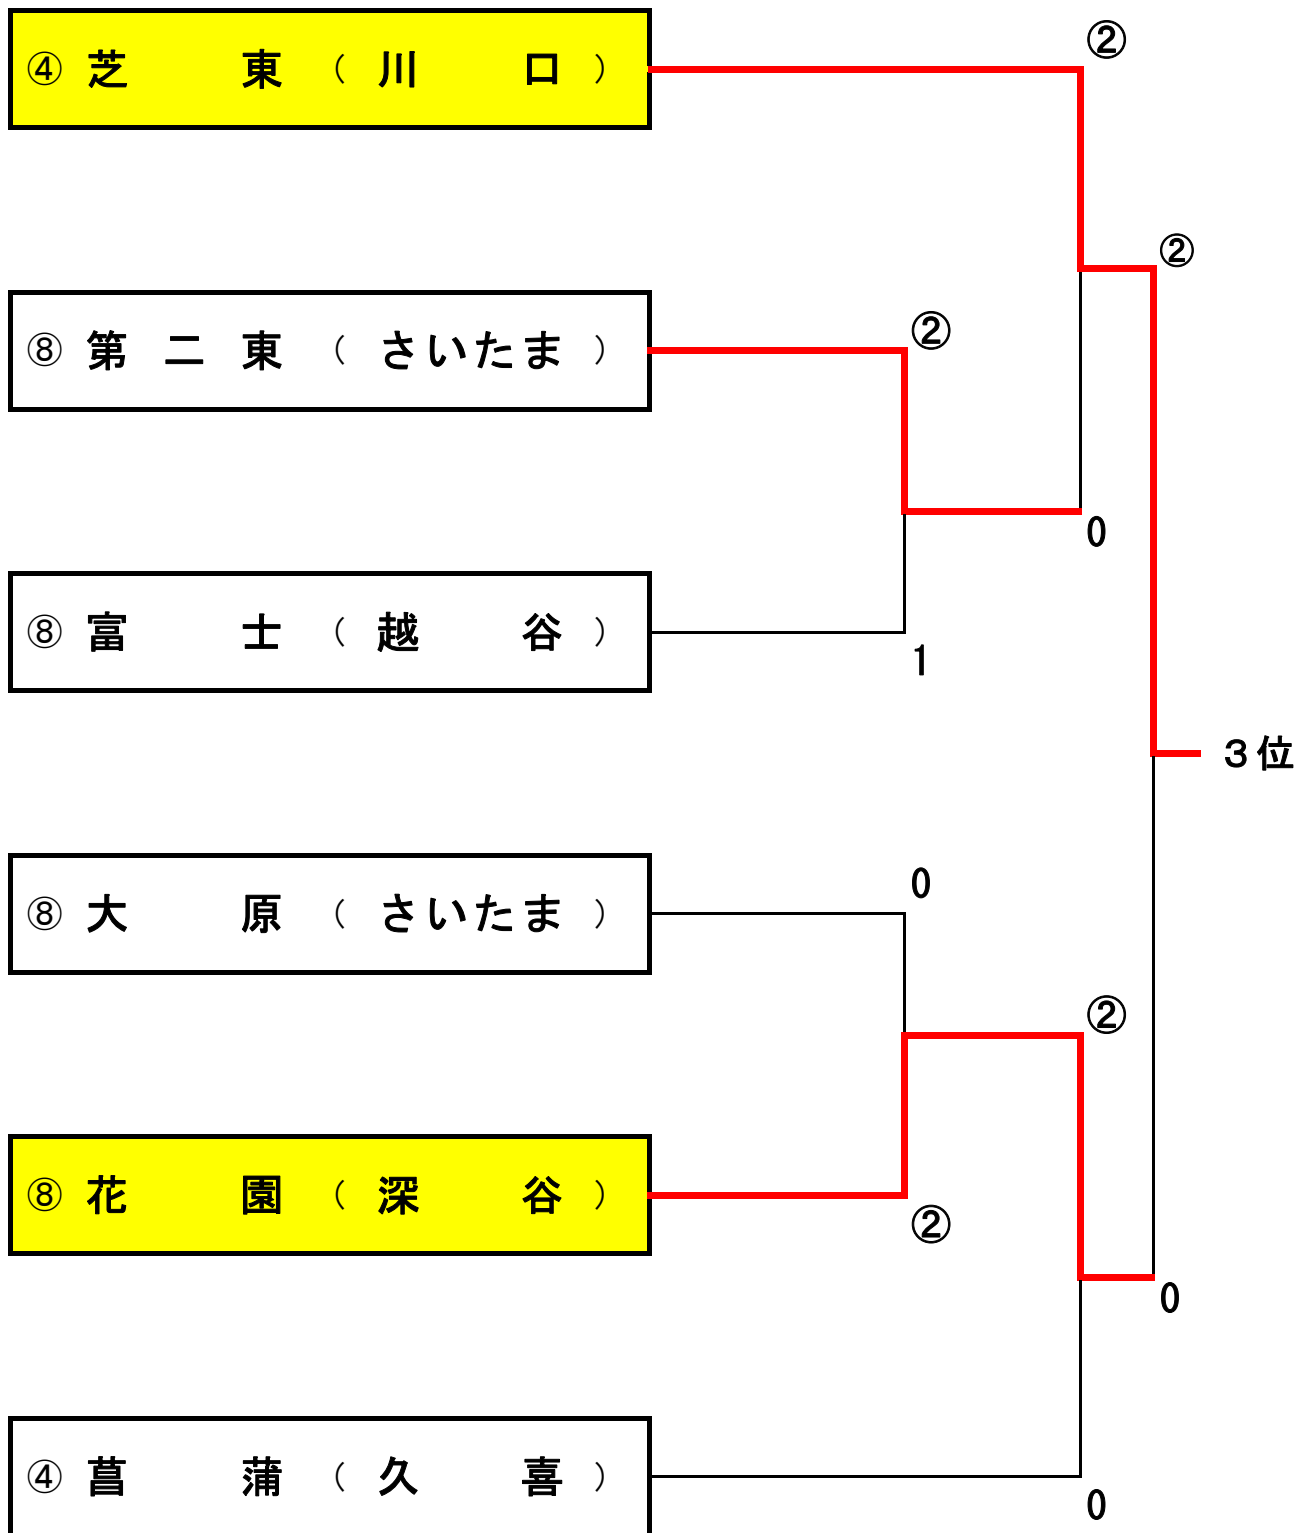 ②
④ 芝 東 （ 川 口 ）
②
②
⑧ 第 二 東 （ さいたま ）
0
⑧ 富 士 （ 越 谷 ）
1
３位
0
⑧ 大 原 （ さいたま ）
②
⑧ 花 園 （ 深 谷 ）
②
0
④ 菖 蒲 （ 久 喜 ）
0